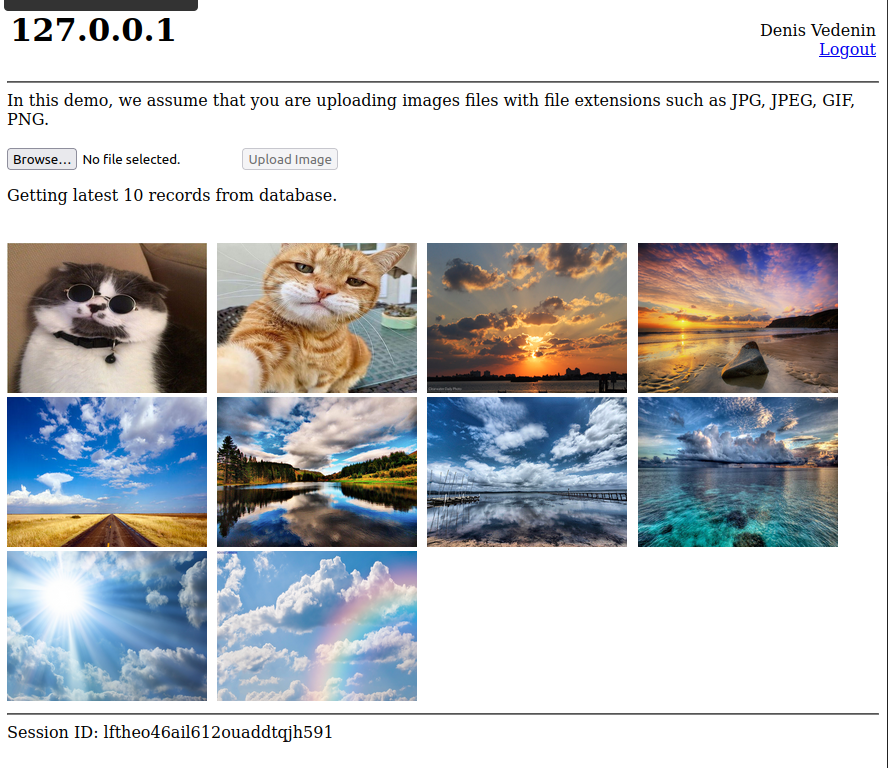 127.0.0.1
Denis Vedenin
Logout
In this demo, we assume that you are uploading images files with file extensions such as JPG, JPEG, GIF,
PNG.
Browse... No file selected. Upload Image
Getting latest 10 records from database.
Session ID: lftheo46ail612ouaddtqjh591